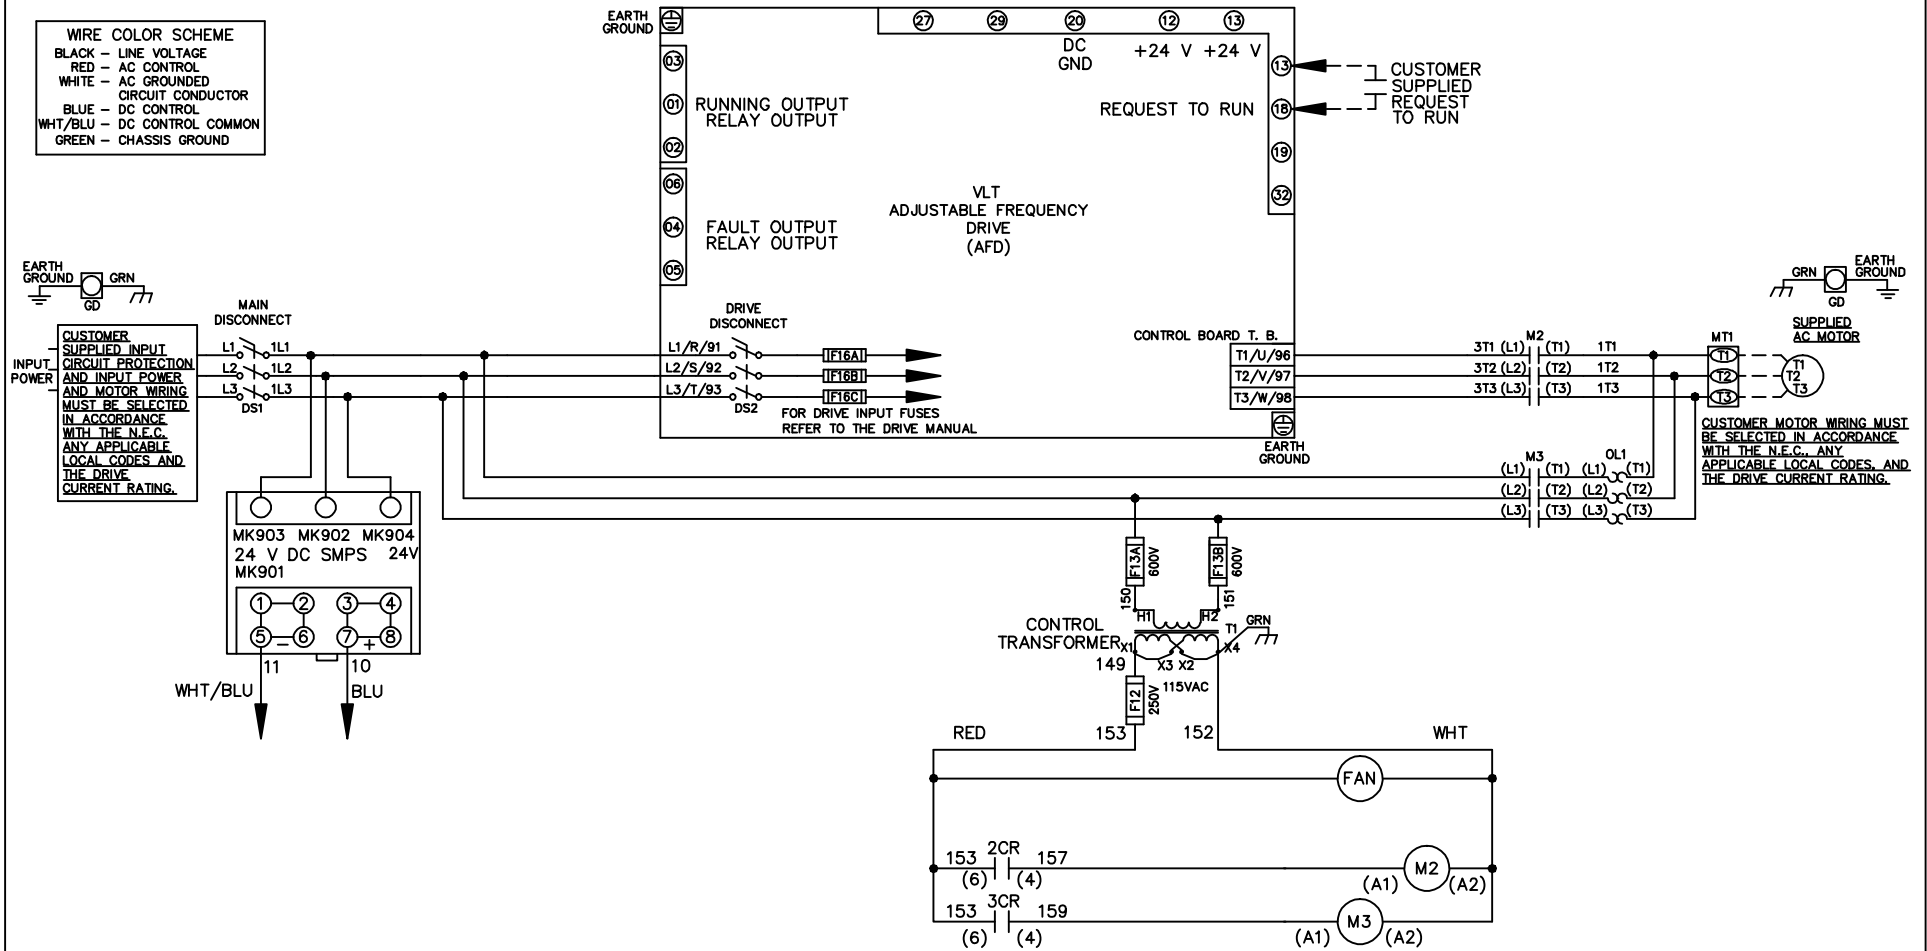 WIRE COLOR SCHEME
BLACK – LINE VOLTAGE
RED – AC CONTROL
WHITE – AC GROUNDED
CIRCUIT CONDUCTOR
BLUE – DC CONTROL
WHT/BLU – DC CONTROL COMMON
GREEN – CHASSIS GROUND
EARTH
GROUND
27 29 20 12 13
DC
GND
+24 V +24 V
03
01
02
RUNNING OUTPUT
RELAY OUTPUT
06
04
05
FAULT OUTPUT
RELAY OUTPUT
VLT
ADJUSTABLE FREQUENCY
DRIVE
(AFD)
13
REQUEST TO RUN 18
19
32
CUSTOMER
SUPPLIED
REQUEST
TO RUN
EARTH
GROUND
GRN
GD
INPUT
POWER
CUSTOMER
SUPPLIED INPUT
CIRCUIT PROTECTION
AND INPUT POWER
AND MOTOR WIRING
MUST BE SELECTED
IN ACCORDANCE
WITH THE N.E.C.
ANY APPLICABLE
LOCAL CODES AND
THE DRIVE
CURRENT RATING.
MAIN
DISCONNECT
L1 1L1
L2 1L2
L3 1L3
DS1
DRIVE
DISCONNECT
L1/R/91 F16A
L2/S/92 F16B
L3/T/93 F16C
DS2
FOR DRIVE INPUT FUSES
REFER TO THE DRIVE MANUAL
CONTROL BOARD T. B.
T1/U/96
T2/V/97
T3/W/98
EARTH
GROUND
M2
3T1 (L1) (T1) 1T1
3T2 (L2) (T2) 1T2
3T3 (L3) (T3) 1T3
MT1
T1
T2
T3
GRN
GD
EARTH
GROUND
SUPPLIED
AC MOTOR
T1
T2
T3
CUSTOMER MOTOR WIRING MUST
BE SELECTED IN ACCORDANCE
WITH THE N.E.C., ANY
APPLICABLE LOCAL CODES, AND
THE DRIVE CURRENT RATING.
M3 OL1
(L1) (T1) (L1) (T1)
(L2) (T2) (L2) (T2)
(L3) (T3) (L3) (T3)
MK903 MK902 MK904
24 V DC SMPS 24V
MK901
1 2 3 4
5 – 6 7 + 8
11 10
WHT/BLU BLU
F13A
600V
F13B
600V
150
151
H1 H2
CONTROL
TRANSFORMER
T1
GRN
X1 X3 X2 X4
149
115VAC
F12
250V
RED 153 152 WHT
FAN
2CR
153 157
(6) (4)
M2
(A1) (A2)
3CR
153 159
(6) (4)
M3
(A1) (A2)